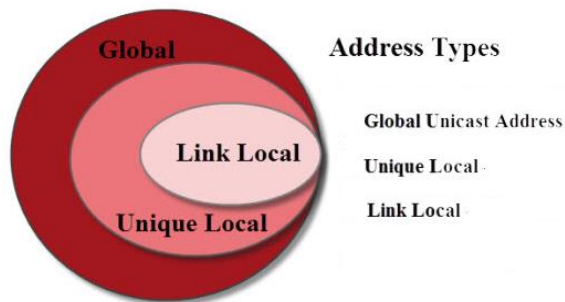 Global
Link Local
Unique Local
Address Types
Global Unicast Address
Unique Local
Link Local